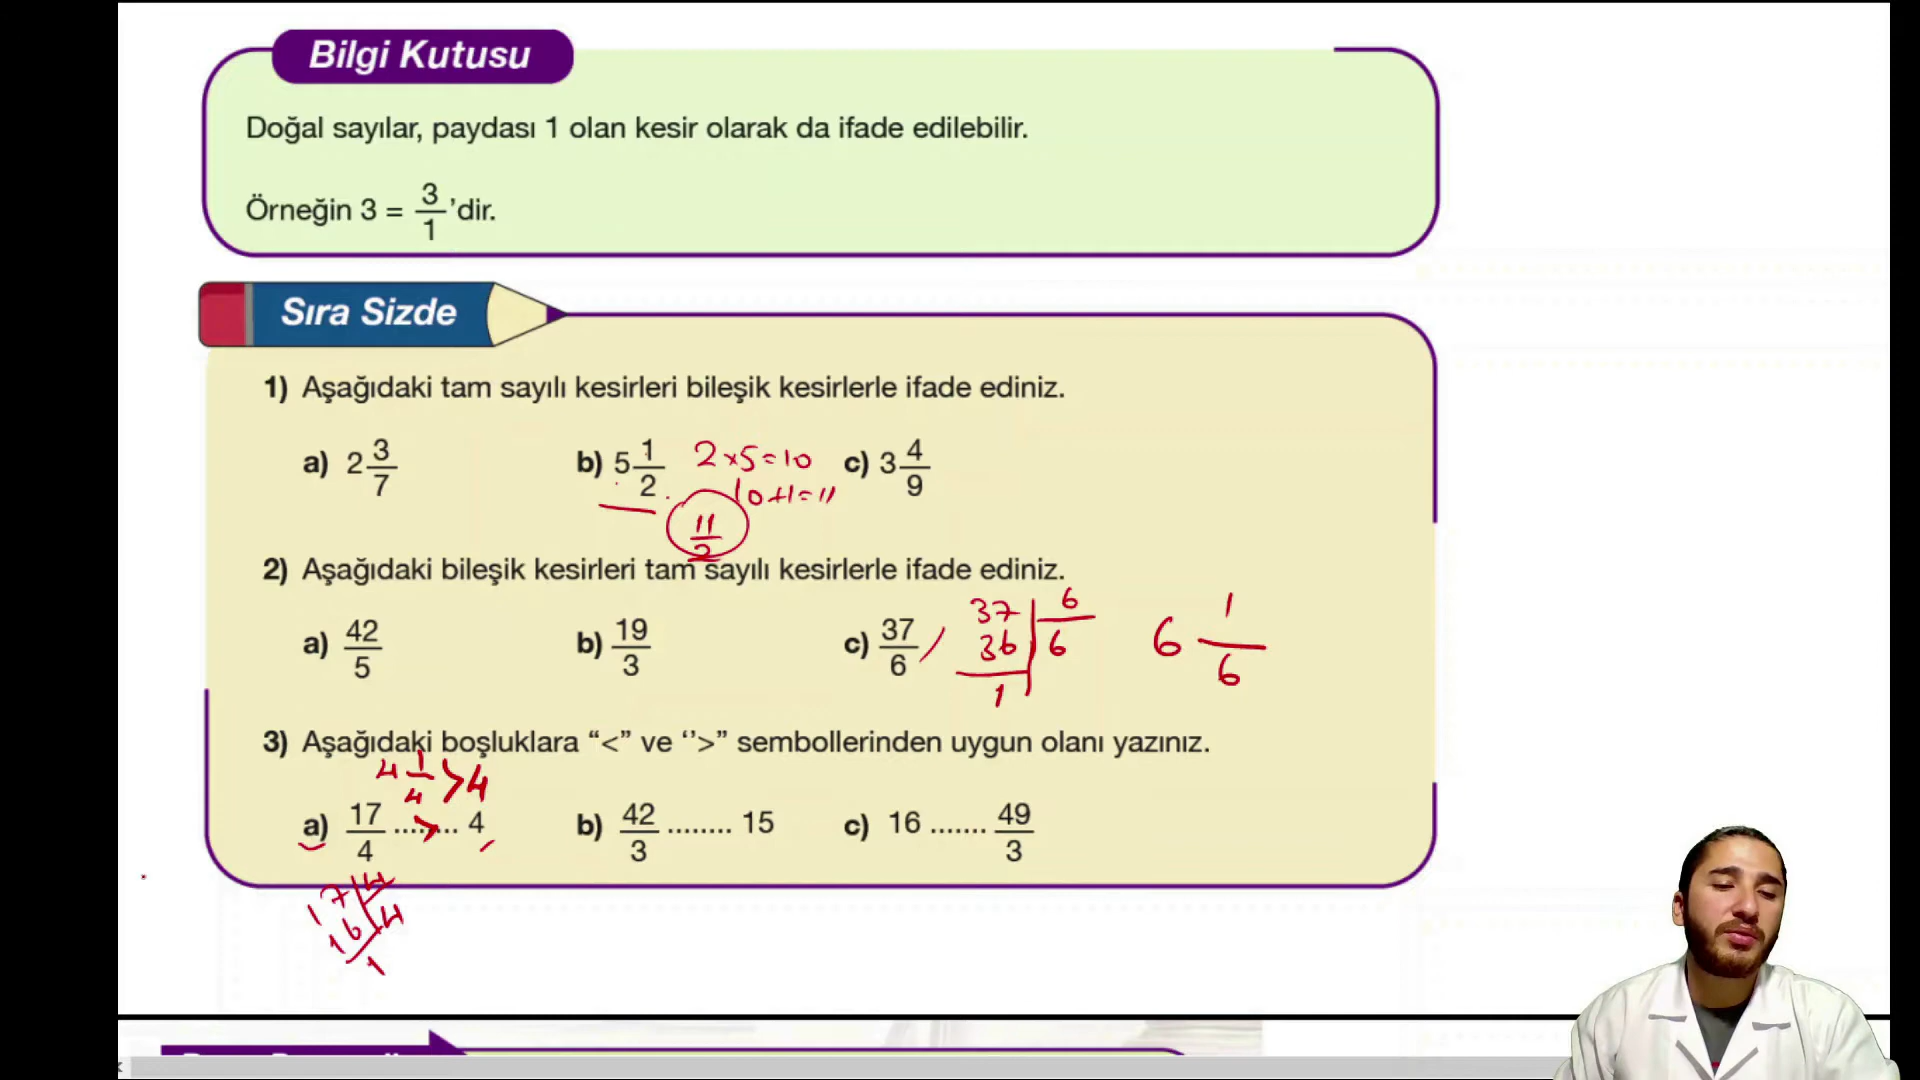 Bilgi Kutusu
Doğal sayılar, paydası 1 olan kesir olarak da ifade edilebilir.
Örneğin 3 = 3/1 'dir.
Sıra Sizde
1) Aşağıdaki tam sayılı kesirleri bileşik kesirlerle ifade ediniz.
a) 2 3/7 b) 5 1/2 2×5=10 c) 3 4/9
10+1=11
11/2
2) Aşağıdaki bileşik kesirleri tam sayılı kesirlerle ifade ediniz.
a) 42/5 b) 19/3 c) 37/6 37 | 6 6 1/6
36 | 6
1
3) Aşağıdaki boşluklara “<” ve ‘’>” sembollerinden uygun olanı yazınız.
4 1/4 > 4
a) 17/4 ....>.... 4 b) 42/3 ........ 15 c) 16 ....... 49/3
17 | 4
16 | 4
1